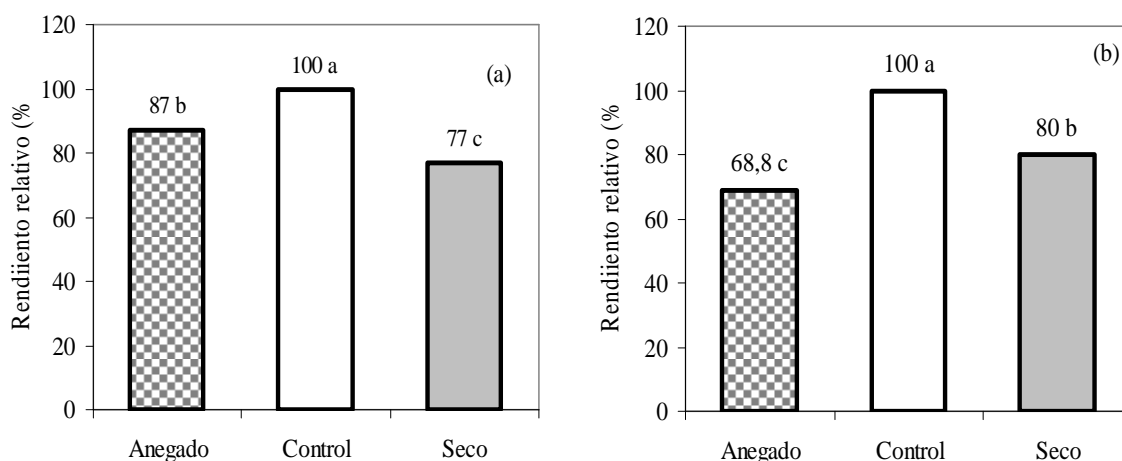 120
100
80
60
40
20
0
Rendiiento relativo (%
87 b
100 a
77 c
(a)
Anegado Control Seco
120
100
80
60
40
20
0
Rendiiento relativo (%
68,8 c
100 a
80 b
(b)
Anegado Control Seco